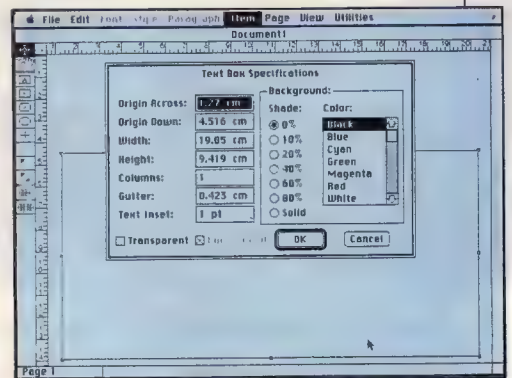 File Edit Font Style Paragraph Item Page View Utilities
Document1
Text Box Specifications
Origin Across: 1.27 cm
Origin Down: 4.516 cm
Width: 19.05 cm
Height: 9.419 cm
Columns: 1
Gutter: 0.423 cm
Text Inset: 1 pt
Background:
Shade: Color:
0% Black
10% Blue
20% Cyan
40% Green
60% Magenta
80% Red
Solid White
Transparent
OK Cancel
Page 1